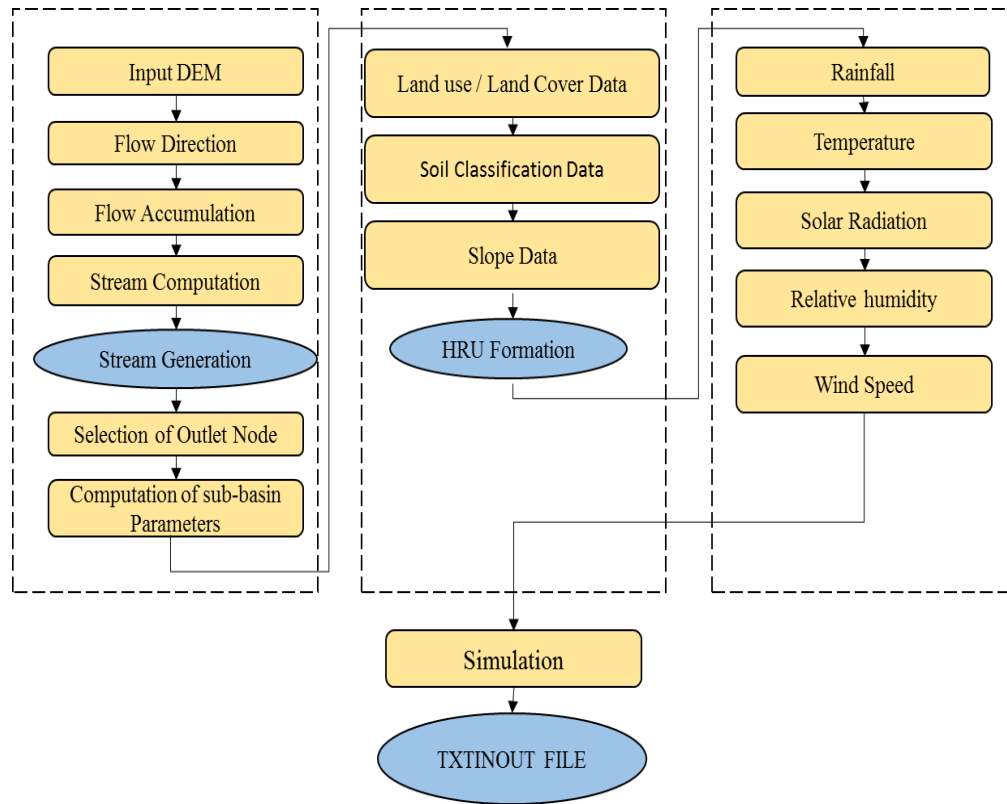 Input DEM
Flow Direction
Flow Accumulation
Stream Computation
Stream Generation
Selection of Outlet Node
Computation of sub-basin
Parameters
Land use / Land Cover Data
Soil Classification Data
Slope Data
HRU Formation
Rainfall
Temperature
Solar Radiation
Relative humidity
Wind Speed
Simulation
TXTINOUT FILE